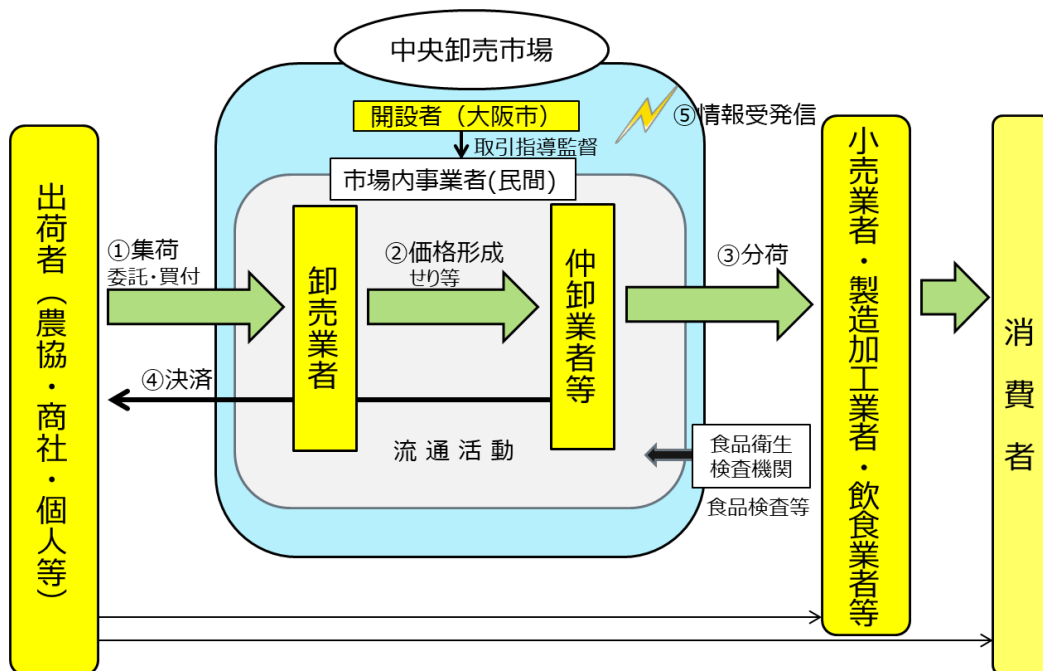 中央卸売市場
開設者（大阪市）
⑤情報受発信
取引指導監督
市場内事業者(民間)
出荷者（農協・商社・個人等）
①集荷
委託・買付
卸売業者
②価格形成
せり等
仲卸業者等
③分荷
小売業者・製造加工業者・飲食業者等
消費者
④決済
流通活動
食品衛生
検査機関
食品検査等